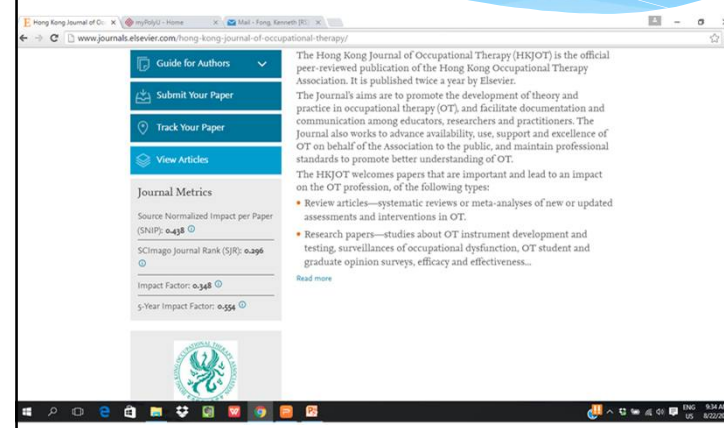 Hong Kong Journal of Oc
myPolyU - Home
Mail - Fong, Kenneth [RS]
www.journals.elsevier.com/hong-kong-journal-of-occupational-therapy/
Guide for Authors
Submit Your Paper
Track Your Paper
View Articles
Journal Metrics
Source Normalized Impact per Paper
(SNIP): 0.438
SCImago Journal Rank (SJR): 0.296
Impact Factor: 0.348
5-Year Impact Factor: 0.554
The Hong Kong Journal of Occupational Therapy (HKJOT) is the official
peer-reviewed publication of the Hong Kong Occupational Therapy
Association. It is published twice a year by Elsevier.
The Journal's aims are to promote the development of theory and
practice in occupational therapy (OT), and facilitate documentation and
communication among educators, researchers and practitioners. The
Journal also works to advance availability, use, support and excellence of
OT on behalf of the Association to the public, and maintain professional
standards to promote better understanding of OT.
The HKJOT welcomes papers that are important and lead to an impact
on the OT profession, of the following types:
• Review articles—systematic reviews or meta-analyses of new or updated
assessments and interventions in OT.
• Research papers—studies about OT instrument development and
testing, surveillances of occupational dysfunction, OT student and
graduate opinion surveys, efficacy and effectiveness...
Read more
ENG 9:34 AM
US 8/22/20